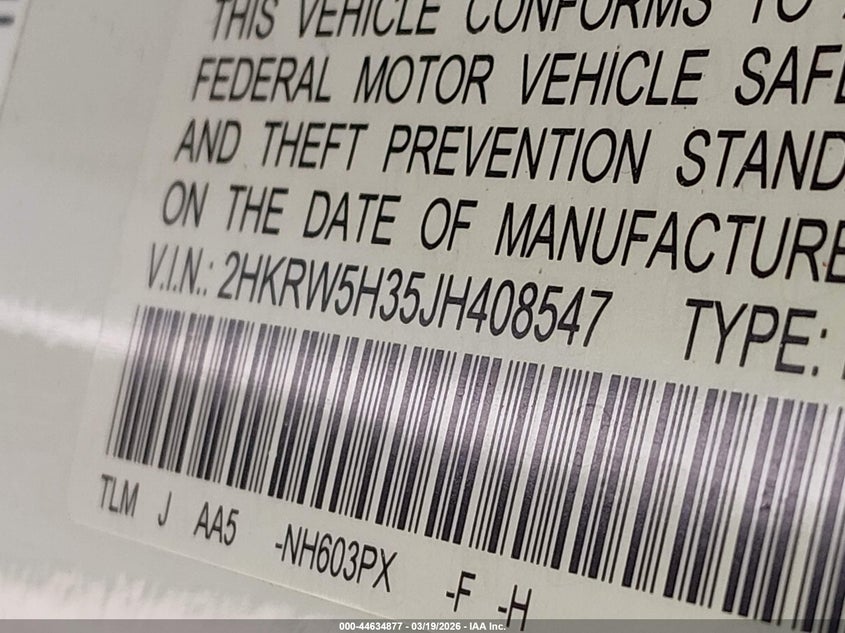 THIS VEHICLE CONFORMS TO
FEDERAL MOTOR VEHICLE SAFE
AND THEFT PREVENTION STAND
ON THE DATE OF MANUFACTURE
V.I.N.: 2HKRW5H35JH408547 TYPE:
TLM J AA5 -NH603PX -F -H
000-44634877 - 03/19/2026 - IAA Inc.